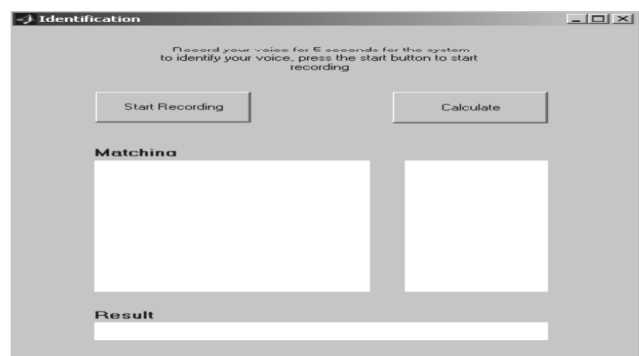 Identification
Record your voice for 5 seconds for the system
to identify your voice, press the start button to start
recording
Start Recording
Calculate
Matching
Result